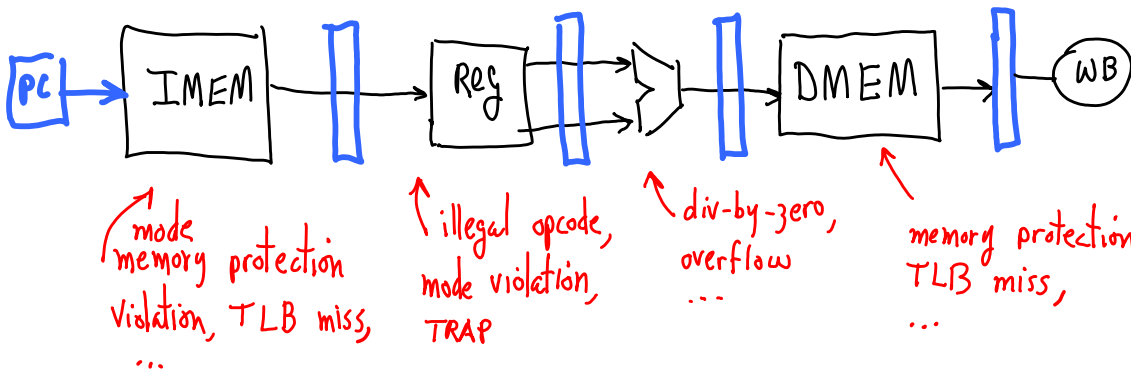 PC
IMEM
Reg
DMEM
WB
mode
memory protection
violation, TLB miss,
...
illegal opcode,
mode violation,
TRAP
div-by-zero,
overflow
...
memory protection
TLB miss,
...